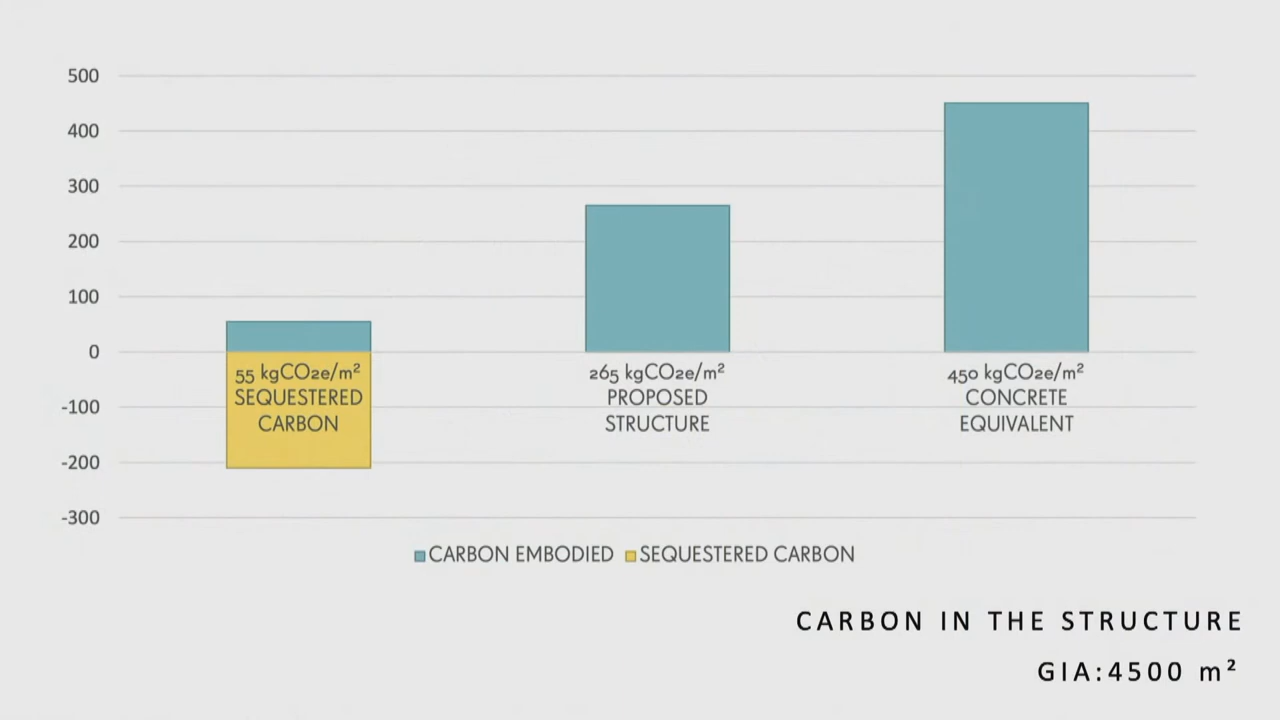 500
400
300
200
100
0
-100
-200
-300
55 kgCO2e/m²
SEQUESTERED
CARBON
265 kgCO2e/m²
PROPOSED
STRUCTURE
450 kgCO2e/m²
CONCRETE
EQUIVALENT
CARBON EMBODIED
SEQUESTERED CARBON
CARBON IN THE STRUCTURE
GIA:4500 m²